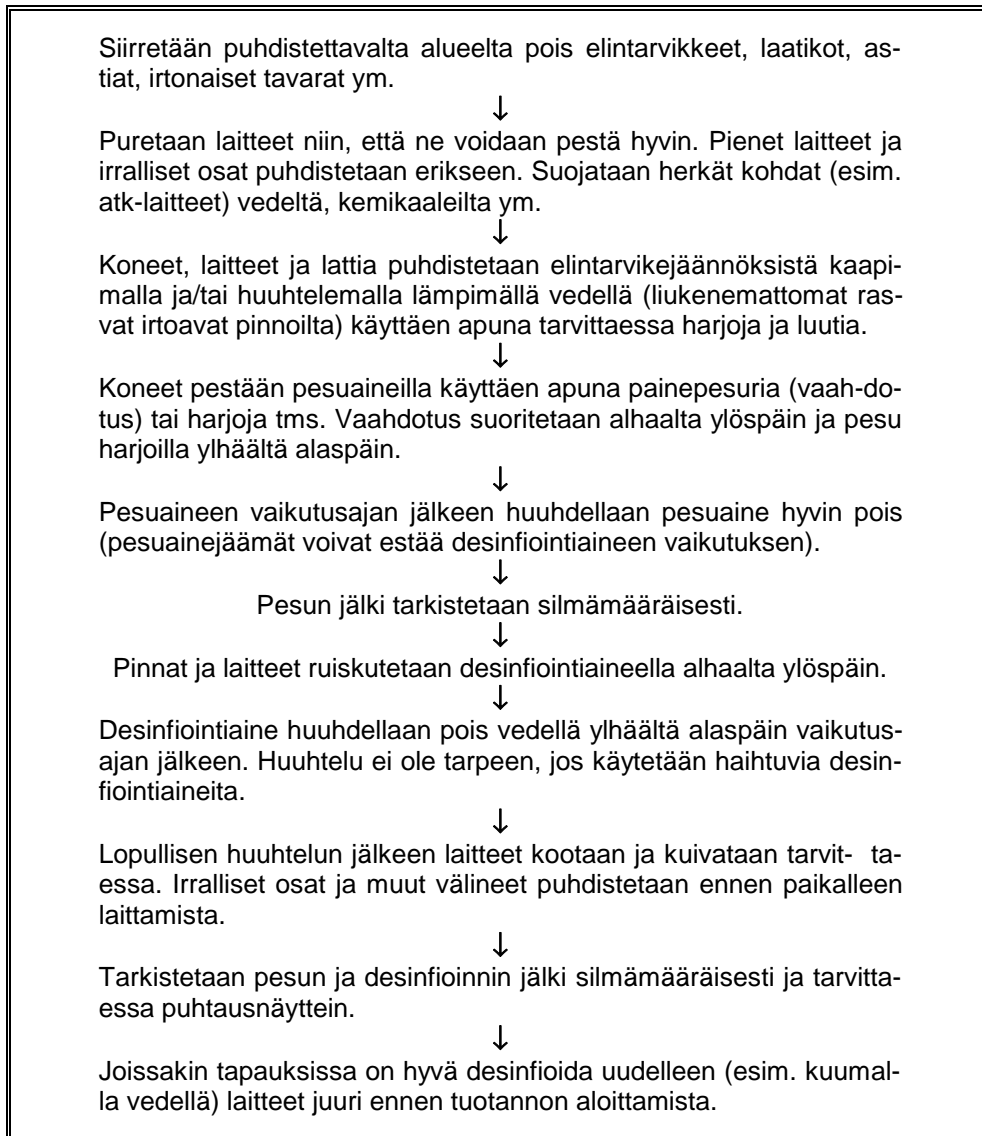 Siirretään puhdistettavalta alueelta pois elintarvikkeet, laatikot, as-
tiat, irtonaiset tavarat ym.
↓
Puretaan laitteet niin, että ne voidaan pestä hyvin. Pienet laitteet ja
irralliset osat puhdistetaan erikseen. Suojataan herkät kohdat (esim.
atk-laitteet) vedeltä, kemikaaleilta ym.
↓
Koneet, laitteet ja lattia puhdistetaan elintarvikejäännöksistä kaapi-
malla ja/tai huuhtelemalla lämpimällä vedellä (liukenemattomat ras-
vat irtoavat pinnoilta) käyttäen apuna tarvittaessa harjoja ja luutia.
↓
Koneet pestään pesuaineilla käyttäen apuna painepesuria (vaah-do-
tus) tai harjoja tms. Vaahdotus suoritetaan alhaalta ylöspäin ja pesu
harjoilla ylhäältä alaspäin.
↓
Pesuaineen vaikutusajan jälkeen huuhdellaan pesuaine hyvin pois
(pesuainejäämät voivat estää desinfiointiaineen vaikutuksen).
↓
Pesun jälki tarkistetaan silmämääräisesti.
↓
Pinnat ja laitteet ruiskutetaan desinfiointiaineella alhaalta ylöspäin.
↓
Desinfiointiaine huuhdellaan pois vedellä ylhäältä alaspäin vaikutus-
ajan jälkeen. Huuhtelu ei ole tarpeen, jos käytetään haihtuvia desin-
fiointiaineita.
↓
Lopullisen huuhtelun jälkeen laitteet kootaan ja kuivataan tarvit- ta-
essa. Irralliset osat ja muut välineet puhdistetaan ennen paikalleen
laittamista.
↓
Tarkistetaan pesun ja desinfioinnin jälki silmämääräisesti ja tarvitta-
essa puhtausnäyttein.
↓
Joissakin tapauksissa on hyvä desinfioida uudelleen (esim. kuumal-
la vedellä) laitteet juuri ennen tuotannon aloittamista.